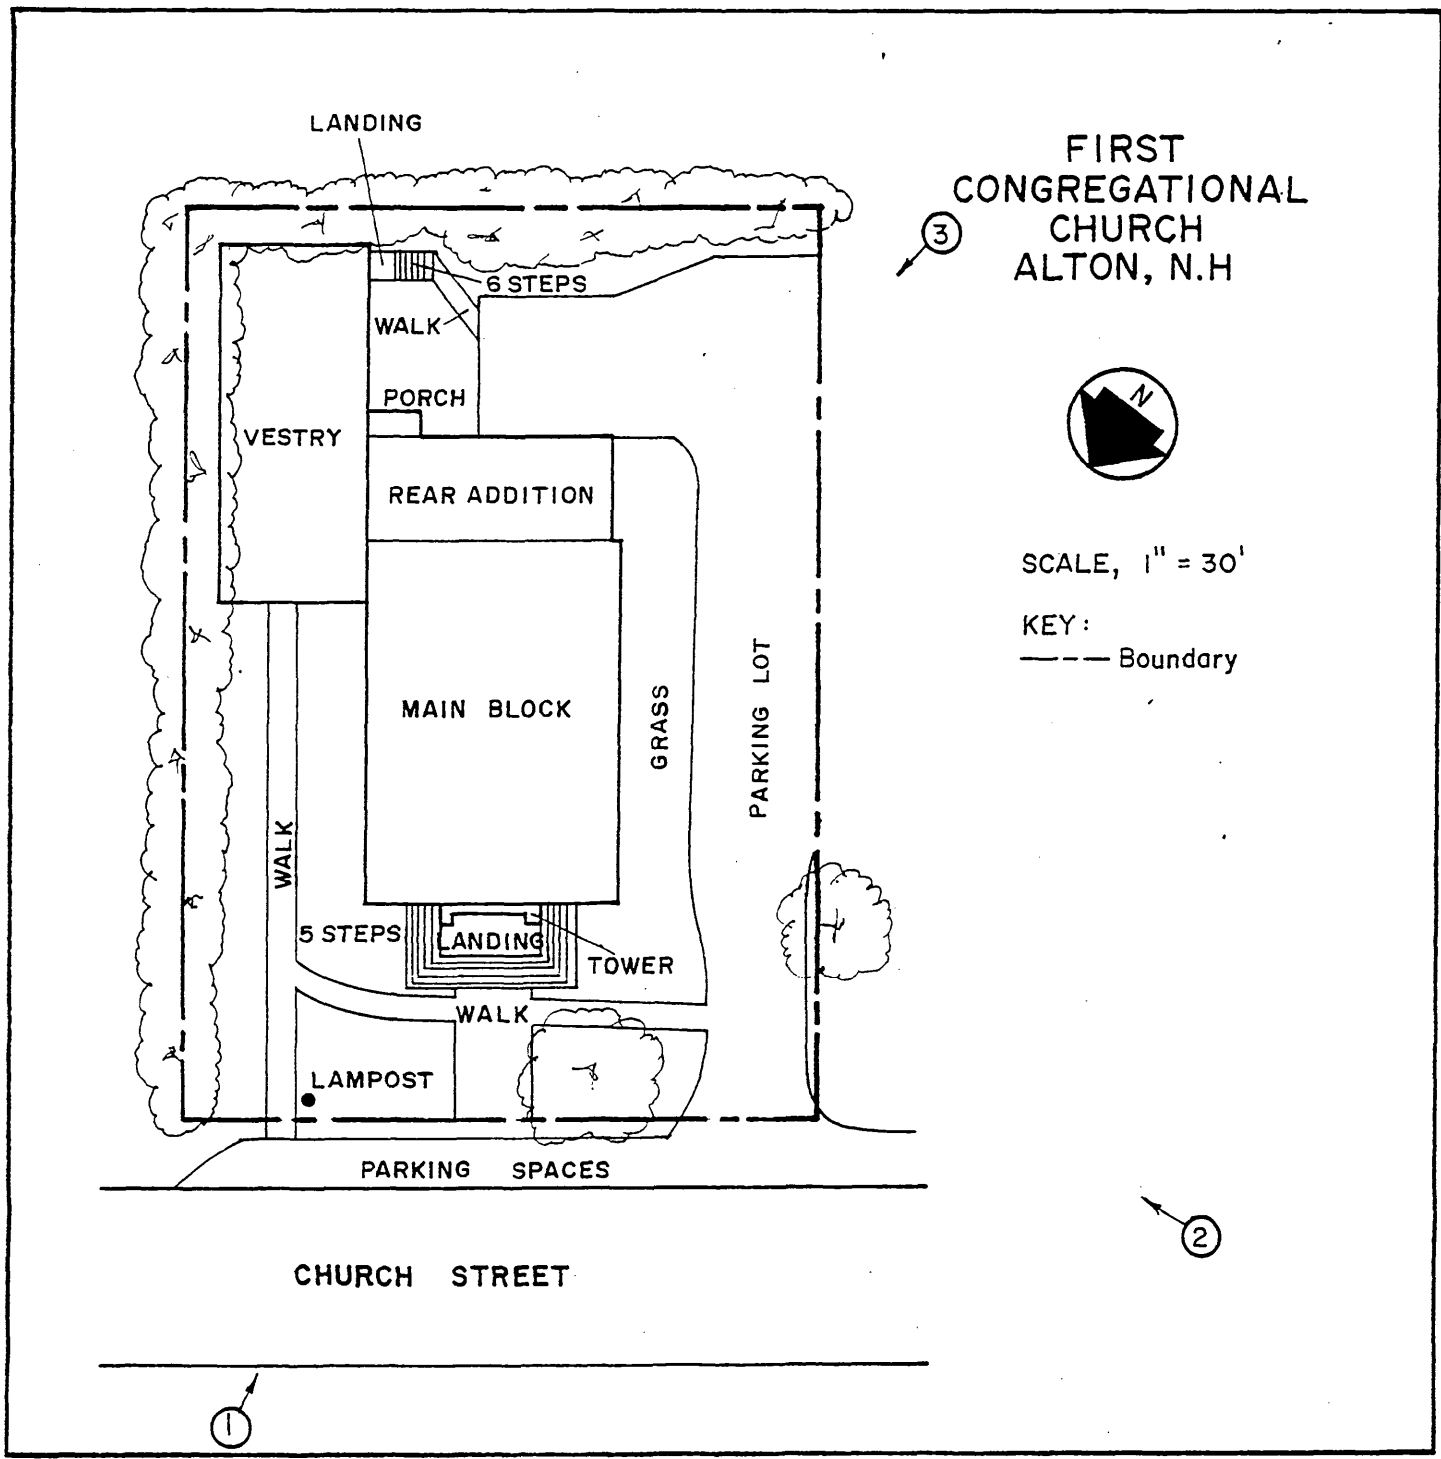 LANDING
FIRST
CONGREGATIONAL
CHURCH
ALTON, N.H
3
6 STEPS
WALK
PORCH
N
VESTRY
REAR ADDITION
SCALE, 1" = 30'
KEY:
Boundary
MAIN BLOCK
GRASS
PARKING LOT
WALK
5 STEPS
LANDING
TOWER
WALK
LAMPOST
PARKING SPACES
2
CHURCH STREET
1